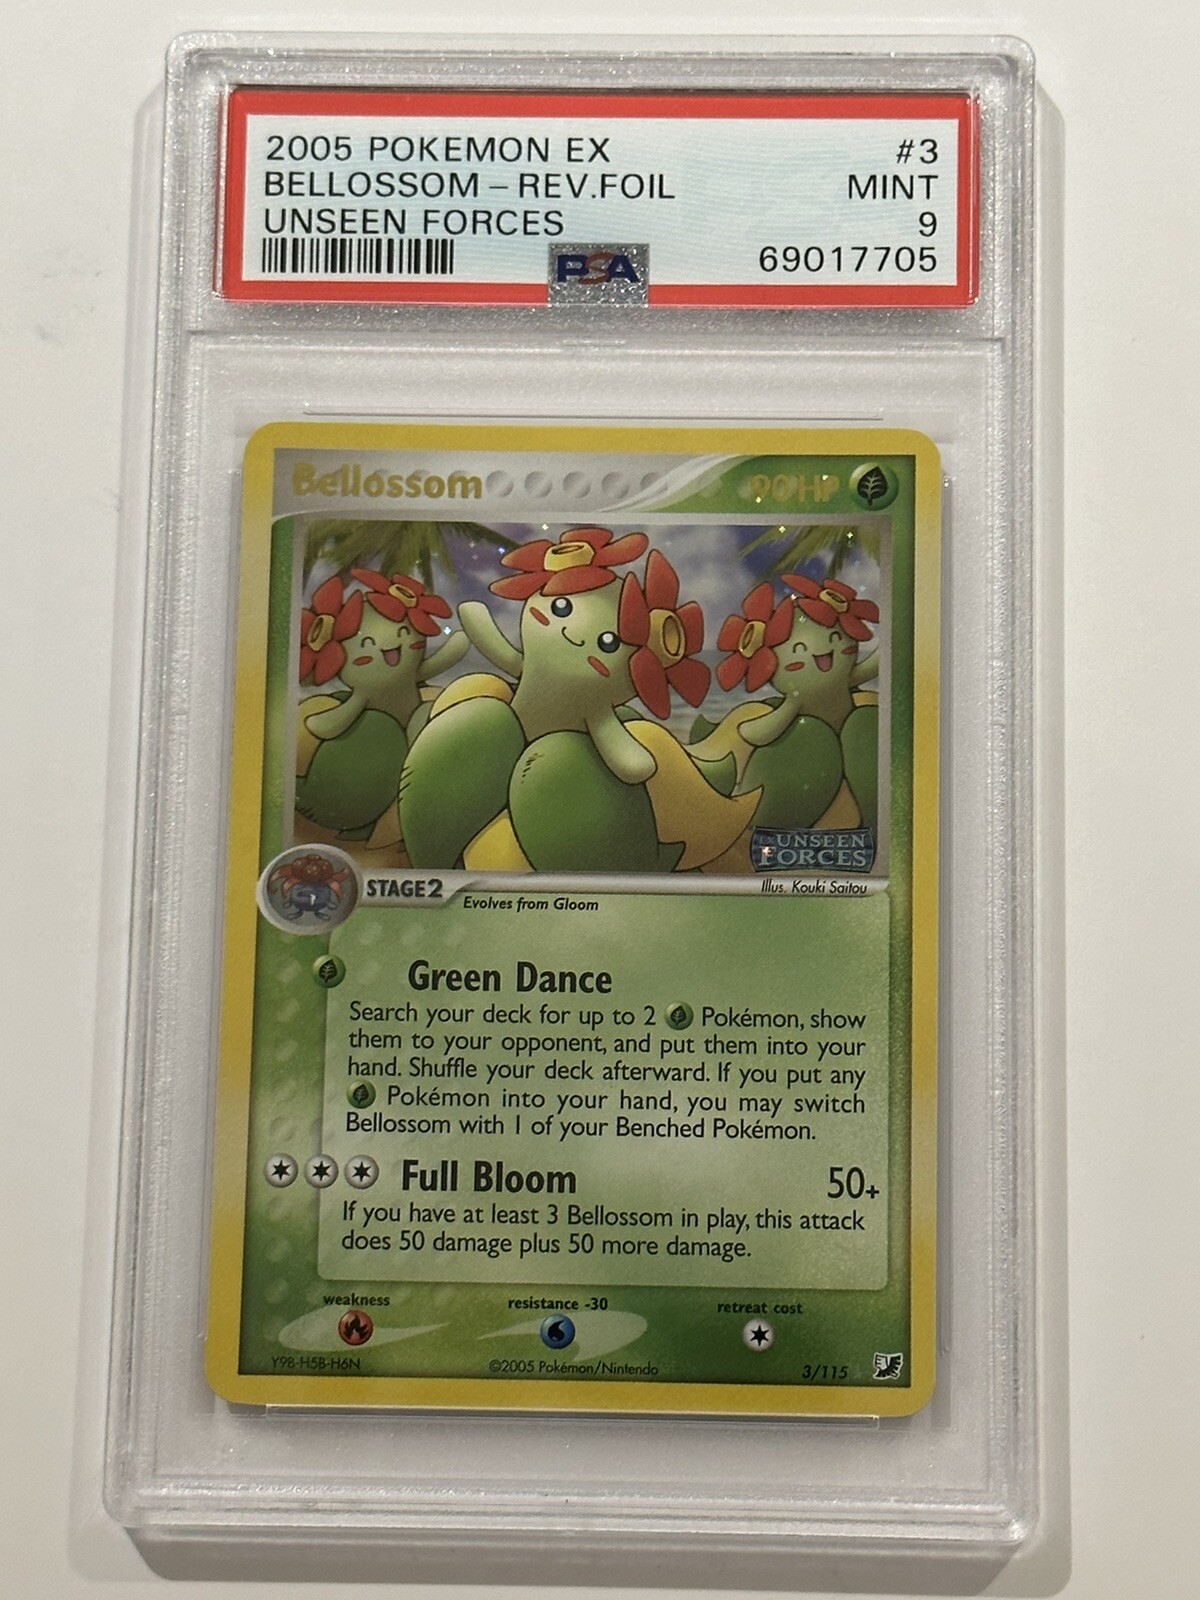 2005 POKEMON EX #3
BELLOSSOM - REV.FOIL MINT
UNSEEN FORCES 9
PSA 69017705
Bellossom 90 HP
EX UNSEEN
FORCES
STAGE 2 Illus. Kouki Saitou
Evolves from Gloom
Green Dance
Search your deck for up to 2 Pokémon, show
them to your opponent, and put them into your
hand. Shuffle your deck afterward. If you put any
Pokémon into your hand, you may switch
Bellossom with 1 of your Benched Pokémon.
Full Bloom 50+
If you have at least 3 Bellossom in play, this attack
does 50 damage plus 50 more damage.
weakness resistance -30 retreat cost
Y9B-H5B-H6N ©2005 Pokémon/Nintendo 3/115